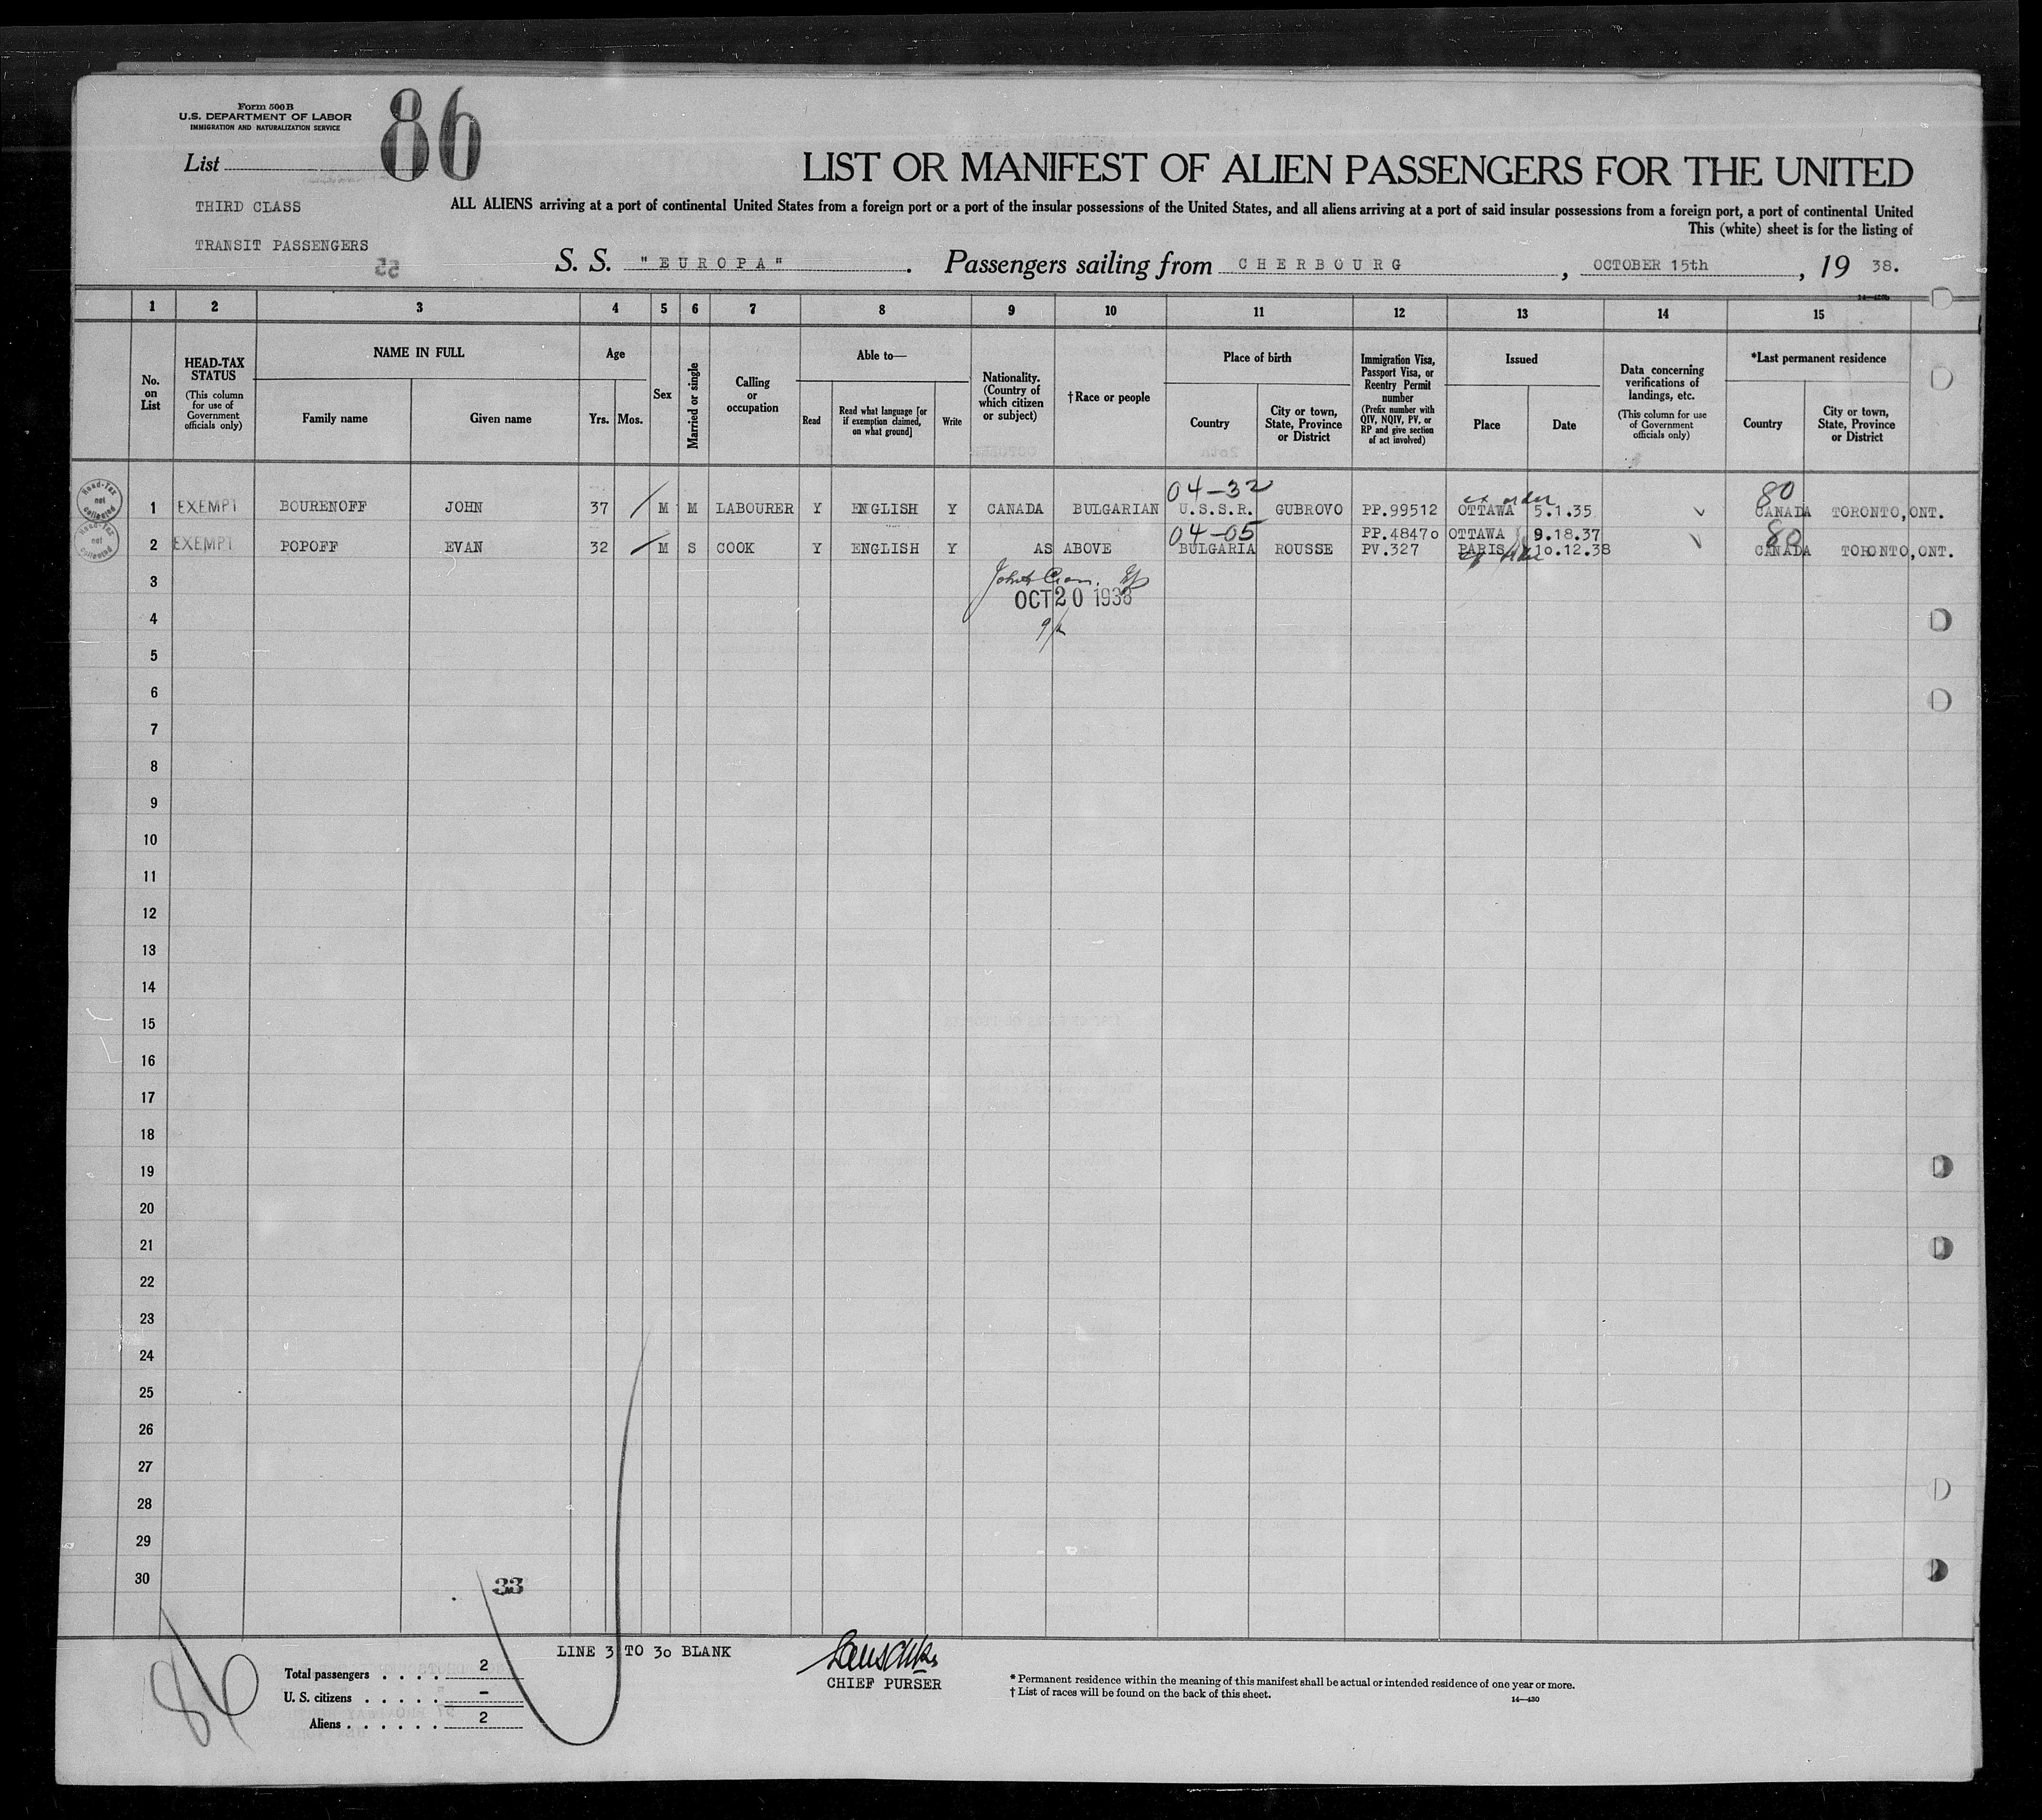 Form 500 B
U.S. DEPARTMENT OF LABOR
IMMIGRATION AND NATURALIZATION SERVICE
86
List
LIST OR MANIFEST OF ALIEN PASSENGERS FOR THE UNITED
THIRD CLASS
ALL ALIENS arriving at a port of continental United States from a foreign port or a port of the insular possessions of the United States, and all aliens arriving at a port of said insular possessions from a foreign port, a port of continental United
This (white) sheet is for the listing of
TRANSIT PASSENGERS
55
S. S. "EUROPA". Passengers sailing from CHERBOURG, OCTOBER 15th, 19 38.
1 2 3 4 5 6 7 8 9 10 11 12 13 14 15
No. on List
HEAD-TAX STATUS
(This column for use of Government officials only)
NAME IN FULL
Family name Given name
Age
Yrs. Mos.
Sex
Married or single
Calling or occupation
Able to—
Read
Read what language [or if exemption claimed, on what ground]
Write
Nationality. (Country of which citizen or subject)
†Race or people
Place of birth
Country
City or town, State, Province or District
Immigration Visa, Passport Visa, or Reentry Permit number
(Prefix number with QIV, NQIV, PV, or RP and give section of act involved)
Issued
Place Date
Data concerning verifications of landings, etc.
(This column for use of Government officials only)
*Last permanent residence
Country
City or town, State, Province or District
04-32 ex order 80
Head-Tax not collected 1 EXEMPT BOURENOFF JOHN 37 M M LABOURER Y ENGLISH Y CANADA BULGARIAN U.S.S.R. GUBROVO PP.99512 OTTAWA 5.1.35 CANADA TORONTO, ONT.
04-05 PP.48470 OTTAWA 9.18.37 80
Head-Tax not collected 2 EXEMPT POPOFF EVAN 32 M S COOK Y ENGLISH Y AS ABOVE BULGARIA ROUSSE PV.327 PARIS 10.12.38 CANADA TORONTO, ONT.
3
OCT 20 1938
4
5
6
7
8
9
10
11
12
13
14
15
16
17
18
19
20
21
22
23
24
25
26
27
28
29
30
33
LINE 3 TO 30 BLANK
86
Total passengers . . . . 2
U. S. citizens . . . . . –
Aliens . . . . . . 2
CHIEF PURSER
* Permanent residence within the meaning of this manifest shall be actual or intended residence of one year or more.
† List of races will be found on the back of this sheet.
14—430